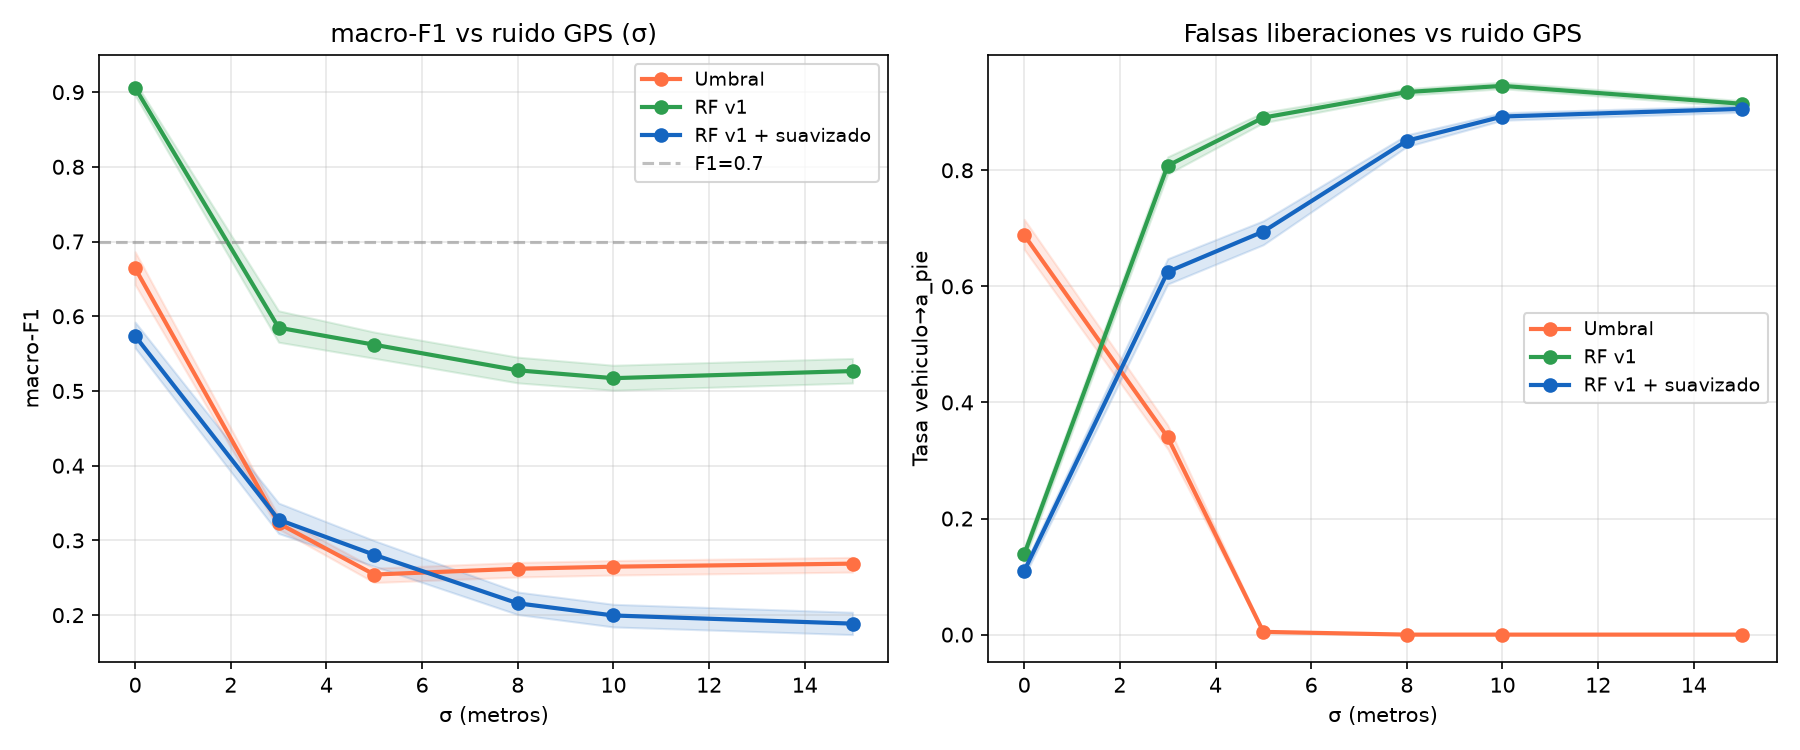 macro-F1 vs ruido GPS (σ)
macro-F1
0.9
0.8
0.7
0.6
0.5
0.4
0.3
0.2
Umbral
RF v1
RF v1 + suavizado
F1=0.7
0 2 4 6 8 10 12 14
σ (metros)
Falsas liberaciones vs ruido GPS
Tasa vehiculo→a_pie
0.8
0.6
0.4
0.2
0.0
Umbral
RF v1
RF v1 + suavizado
0 2 4 6 8 10 12 14
σ (metros)